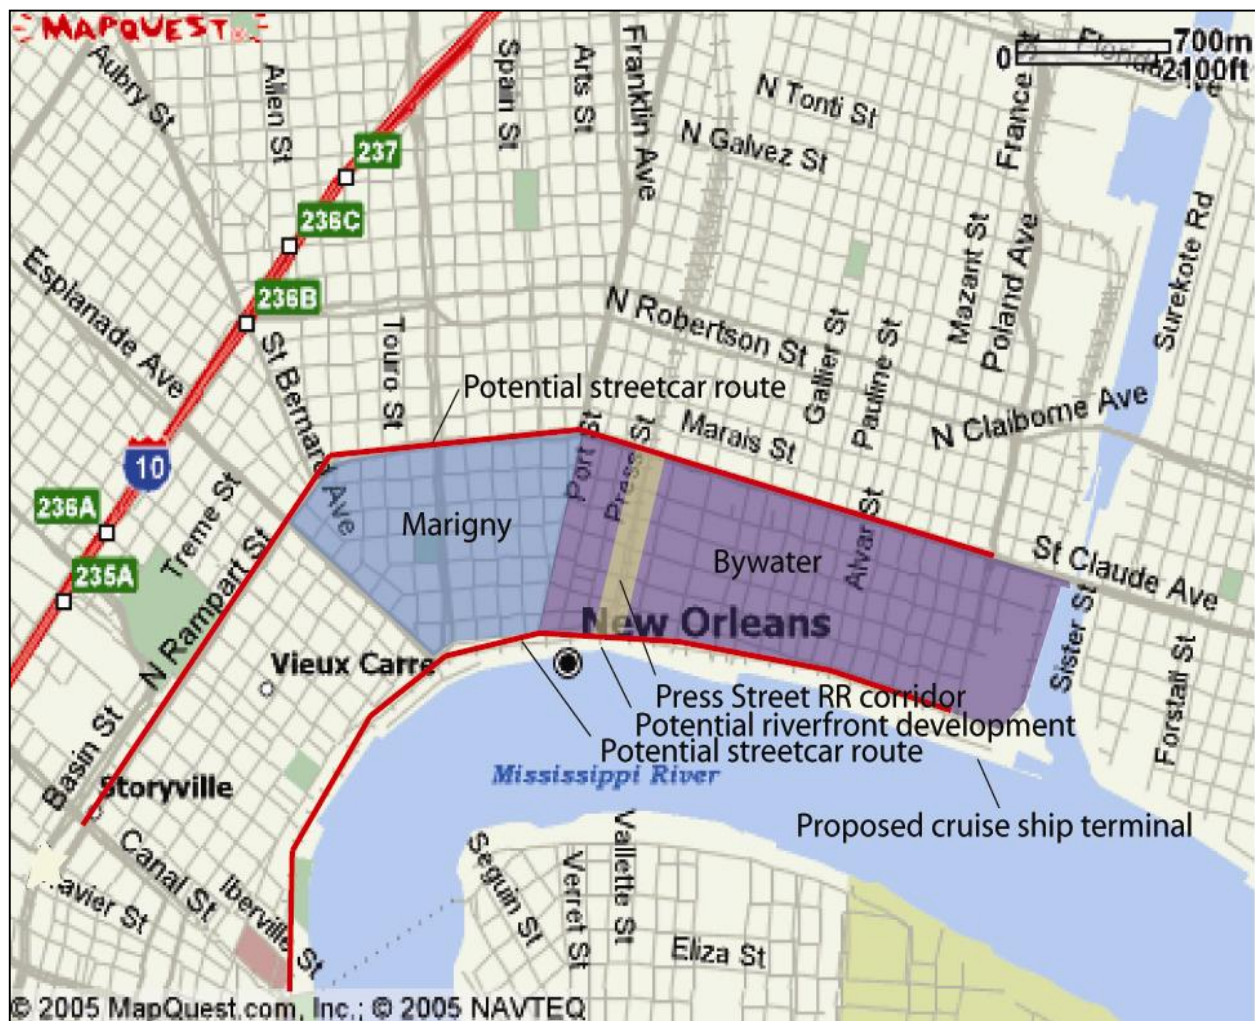 MAPQUEST
700m
0
2100ft
Aubry St
Allen St
Spain St
Arts St
Franklin Ave
N Tonti St
N Galvez St
France
237
236C
236B
Esplanade Ave
St Bernard Ave
Touro St
N Robertson St
Gallier St
Pauline St
Mazant St
Poland Ave
Surekote Rd
Potential streetcar route
Port St
Press St
Marais St
N Claiborne Ave
10
236A
235A
Treme St
N Rampart St
Marigny
Bywater
Alvar St
St Claude Ave
New Orleans
Vieux Carre
Sister St
Forstall St
Press Street RR corridor
Potential riverfront development
Potential streetcar route
Basin St
Storyville
Mississippi River
Proposed cruise ship terminal
Canal St
Iberville St
Seguin St
Verret St
Vallette St
Eliza St
© 2005 MapQuest.com, Inc.; © 2005 NAVTEQ